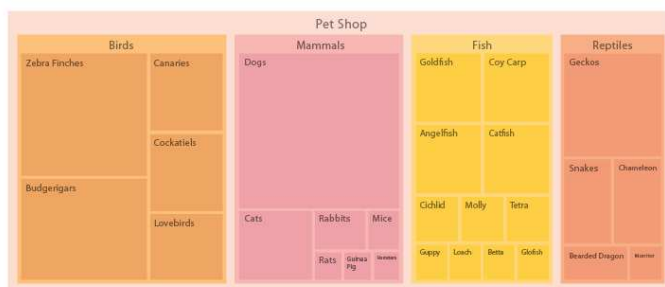 Pet Shop
Birds
Zebra Finches
Canaries
Cockatiels
Budgerigars
Lovebirds
Mammals
Dogs
Cats
Rabbits
Mice
Rats
Guinea
Pig
Fish
Goldfish
Coy Carp
Angelfish
Catfish
Cichlid
Molly
Tetra
Guppy
Loach
Betta
Glofish
Reptiles
Geckos
Snakes
Chameleon
Bearded Dragon